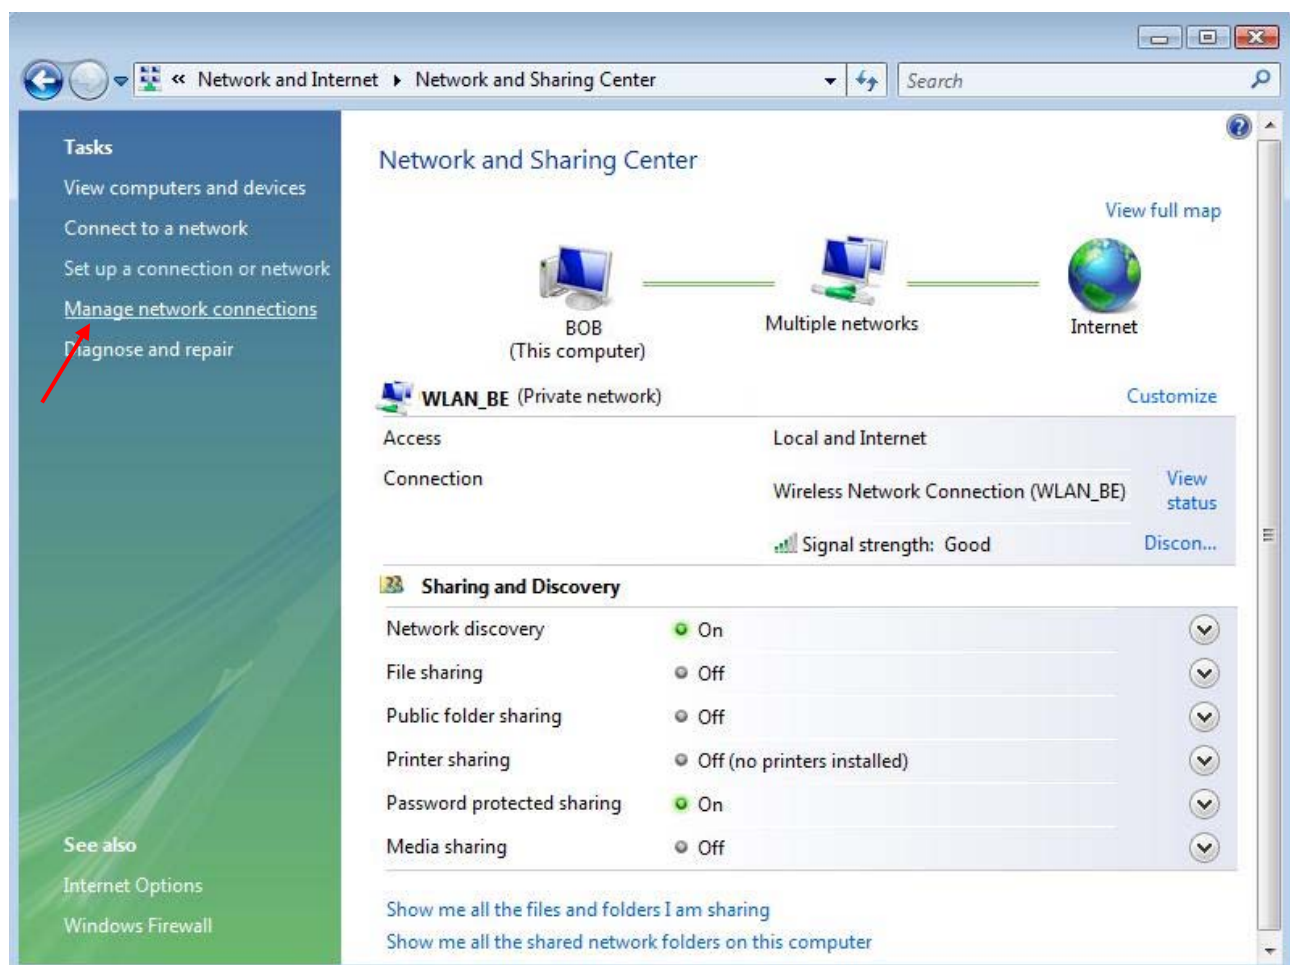 « Network and Internet ▸ Network and Sharing Center
Search
Tasks
View computers and devices
Connect to a network
Set up a connection or network
Manage network connections
Diagnose and repair
See also
Internet Options
Windows Firewall
Network and Sharing Center
View full map
BOB
(This computer)
Multiple networks
Internet
WLAN_BE (Private network) Customize
Access Local and Internet
Connection Wireless Network Connection (WLAN_BE) View
status
Signal strength: Good Discon...
Sharing and Discovery
Network discovery On
File sharing Off
Public folder sharing Off
Printer sharing Off (no printers installed)
Password protected sharing On
Media sharing Off
Show me all the files and folders I am sharing
Show me all the shared network folders on this computer